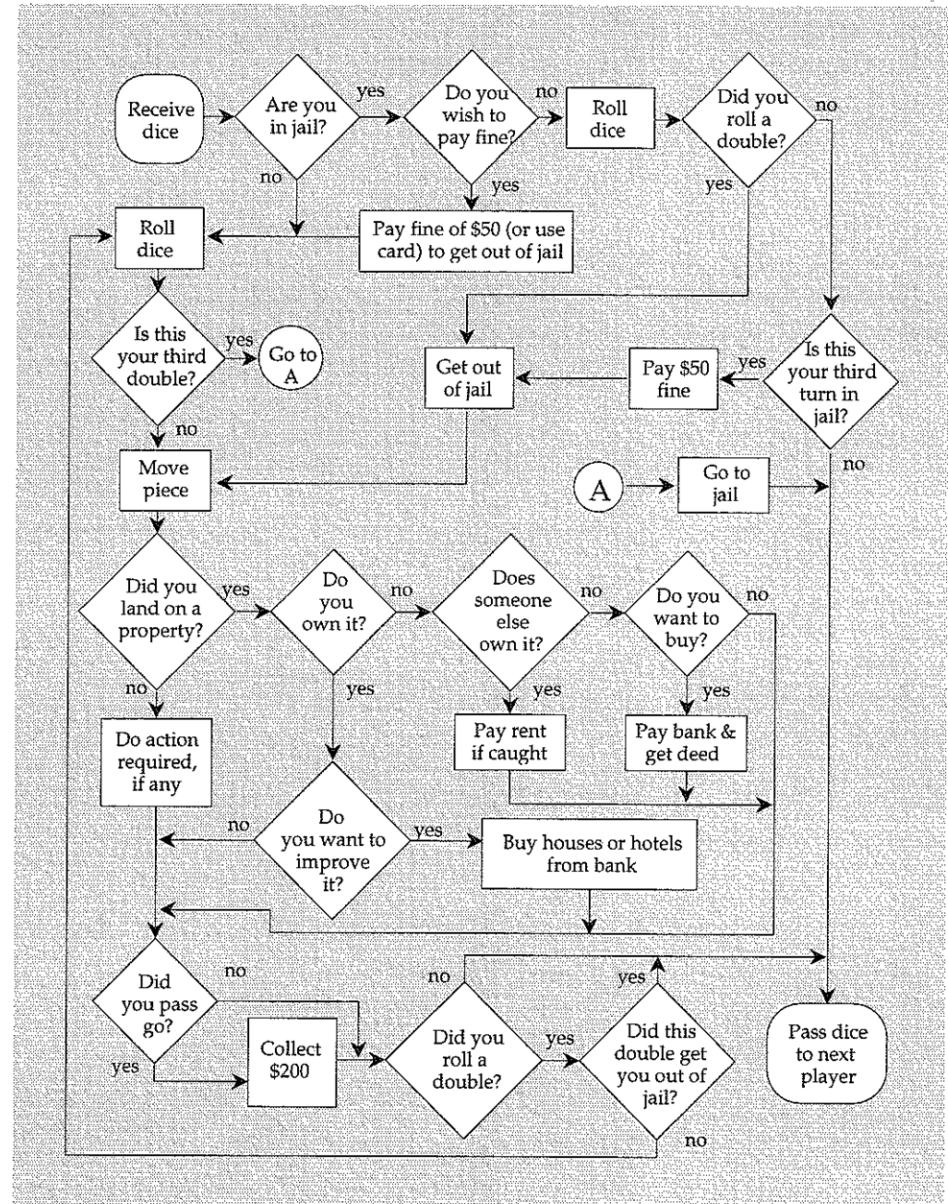 Receive
dice
Are you
in jail?
yes
Do you
wish to
pay fine?
no
Roll
dice
Did you
roll a
double?
no
no
yes
yes
Roll
dice
Pay fine of $50 (or use
card) to get out of jail
Is this
your third
double?
yes
Go to
A
Get out
of jail
Pay $50
fine
yes
Is this
your third
turn in
jail?
no
no
Move
piece
A
Go to
jail
Did you
land on a
property?
yes
Do
you
own it?
no
Does
someone
else
own it?
no
Do you
want to
buy?
no
no
yes
yes
yes
Do action
required,
if any
Pay rent
if caught
Pay bank &
get deed
no
Do
you want to
improve
it?
yes
Buy houses or hotels
from bank
Did
you pass
go?
no
yes
Collect
$200
no
Did you
roll a
double?
yes
yes
Did this
double get
you out of
jail?
no
Pass dice
to next
player